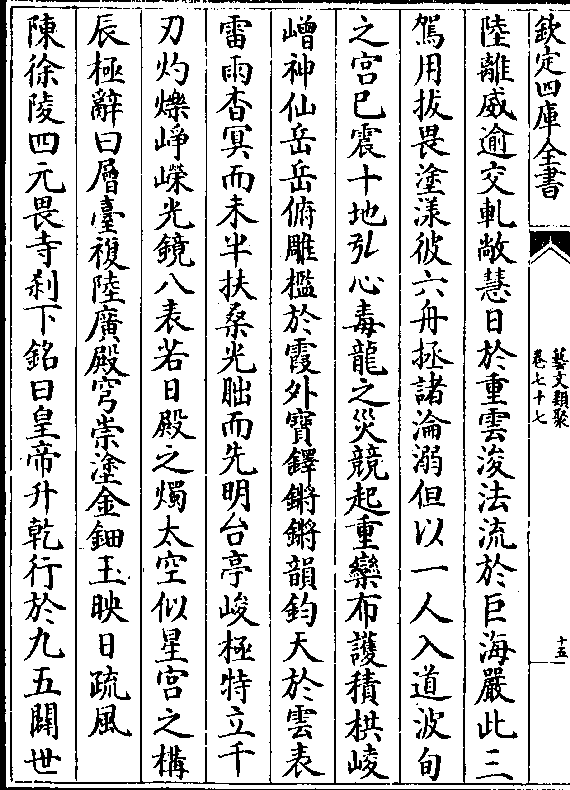 欽定四庫全書
藝文類聚
卷七十七
十五
陸離威逾交軋敞慧日於重雲浚法流於巨海嚴此三
駕用拔畏塗漾彼六舟拯諸淪溺但以一人入道波旬
之宮已震十地弘心毒龍之災競起重欒布護積栱崚
嶒神仙岳岳俯雕檻於霞外寶鐸鏘鏘韻鈞天於雲表
雷雨杳冥而未半扶桑光朏而先明台亭峻極特立千
刃灼爍崢嶸光鏡八表若日殿之燭太空似星宮之構
辰極辭曰層臺複陸廣殿穹崇塗金鈿玉映日疏風
陳徐陵四元畏寺刹下銘曰皇帝升乾行於九五闢世